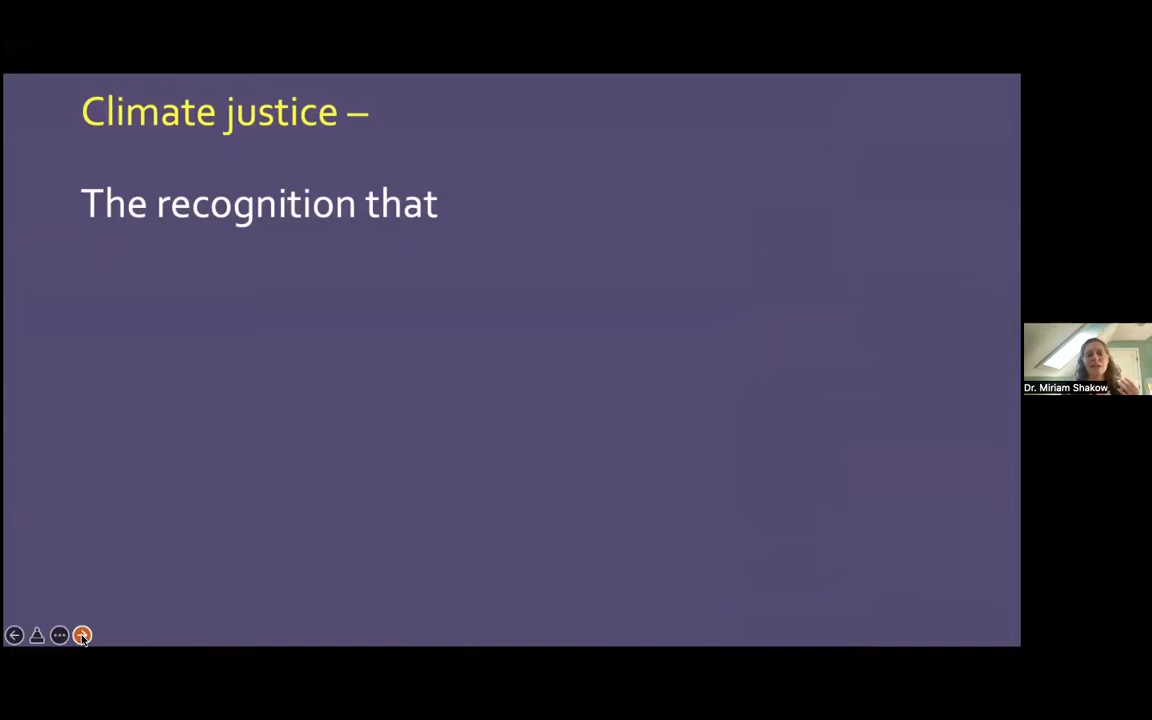 Climate justice –
The recognition that
Dr. Miriam Shakow